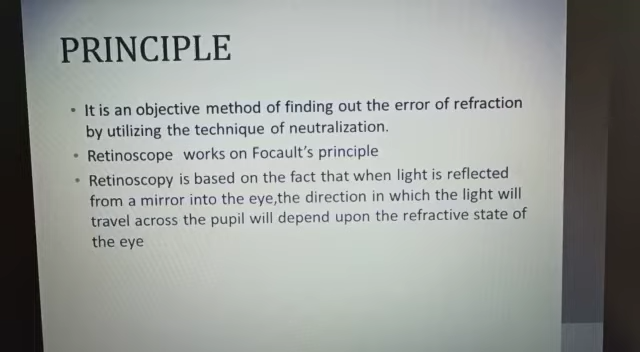 PRINCIPLE
• It is an objective method of finding out the error of refraction
by utilizing the technique of neutralization.
• Retinoscope works on Focault's principle
• Retinoscopy is based on the fact that when light is reflected
from a mirror into the eye,the direction in which the light will
travel across the pupil will depend upon the refractive state of
the eye